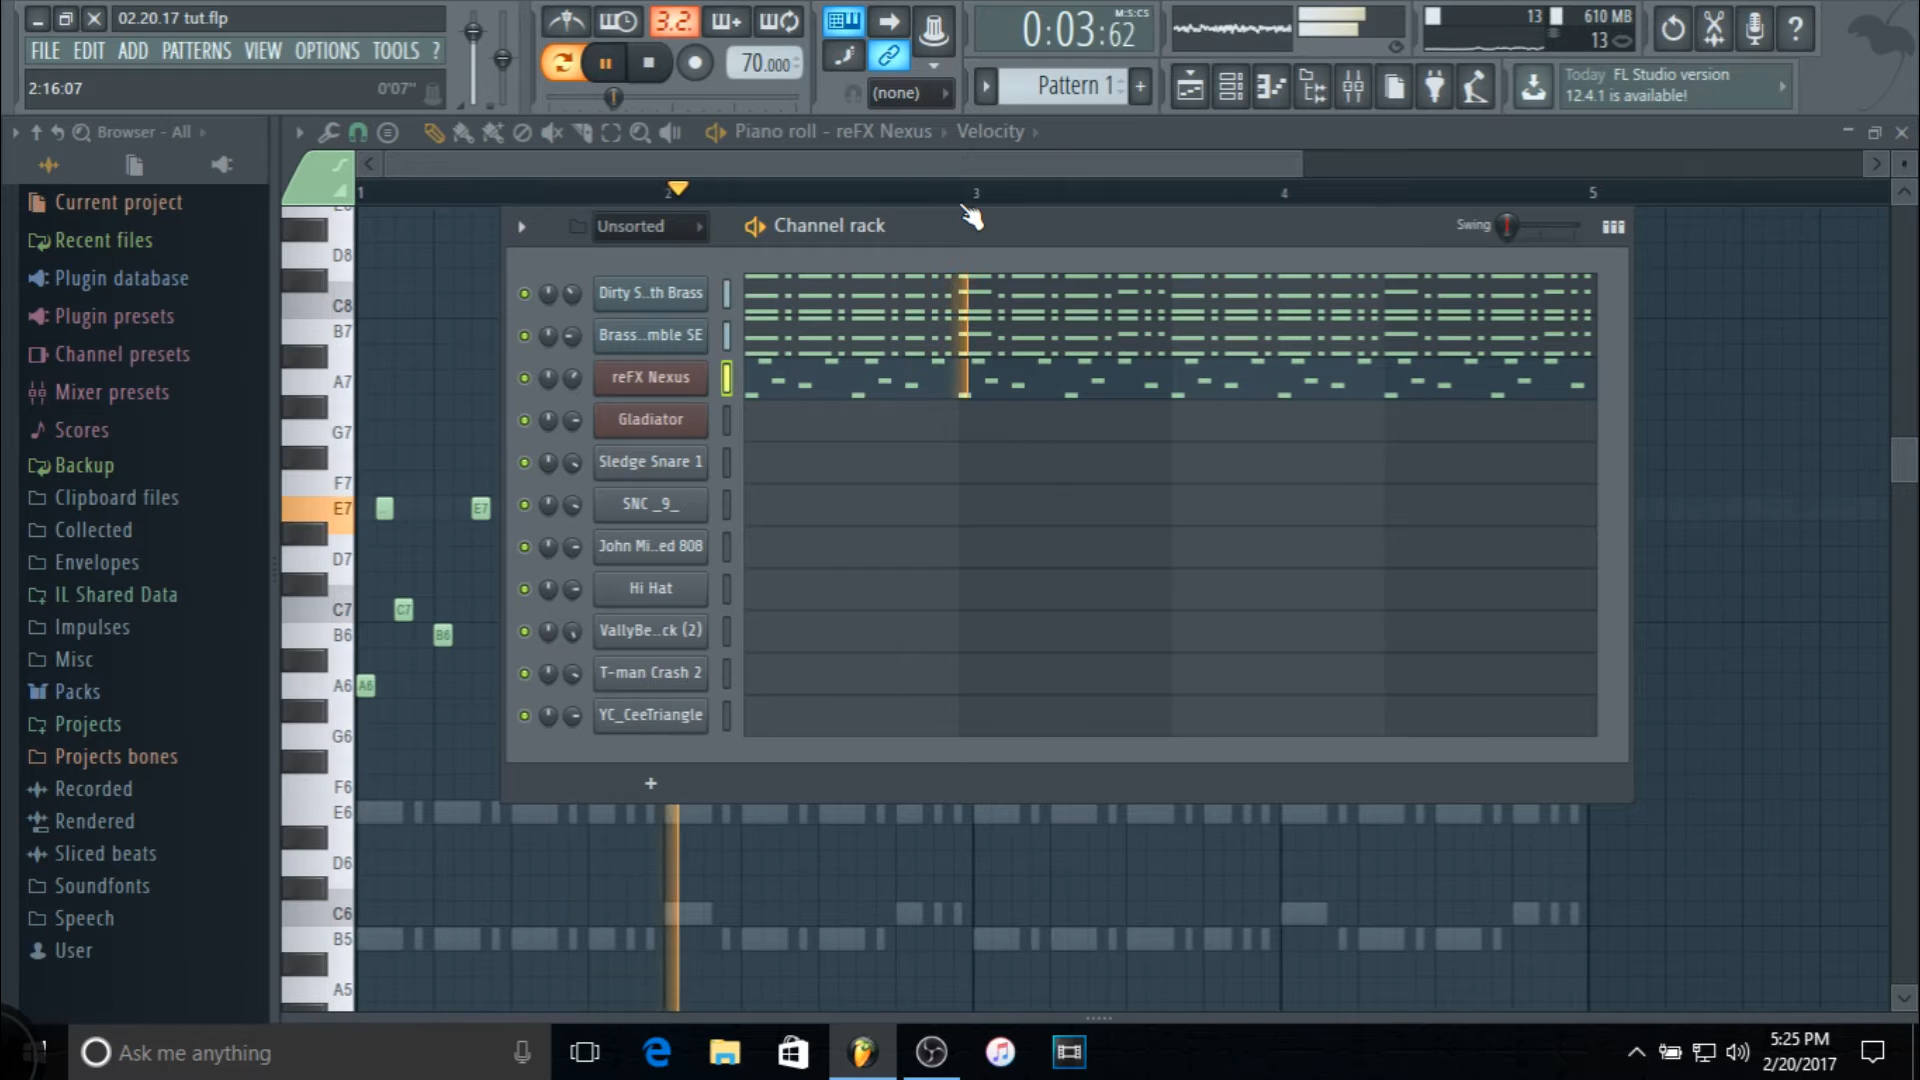 02.20.17 tut.flp
FILE EDIT ADD PATTERNS VIEW OPTIONS TOOLS ?
2:16:07 0'07"
3.2.
70.000
(none)
M:S:CS
0:03:62
Pattern 1
13 610 MB
13
Today FL Studio version
12.4.1 is available!
Browser - All
Piano roll - reFX Nexus Velocity
Current project
Recent files
Plugin database
Plugin presets
Channel presets
Mixer presets
Scores
Backup
Clipboard files
Collected
Envelopes
IL Shared Data
Impulses
Misc
Packs
Projects
Projects bones
Recorded
Rendered
Sliced beats
Soundfonts
Speech
User
1 2 3 4 5
Unsorted
Channel rack
Swing
Dirty S..th Brass
Brass..mble SE
reFX Nexus
Gladiator
Sledge Snare 1
SNC _9_
John Mi..ed 808
Hi Hat
VallyBe..ck (2)
T-man Crash 2
YC_CeeTriangle
+
D8
C8
B7
A7
G7
F7
E7
D7
C7
B6
A6
G6
F6
E6
D6
C6
B5
A5
E7
C7
B6
A6
Ask me anything
5:25 PM
2/20/2017